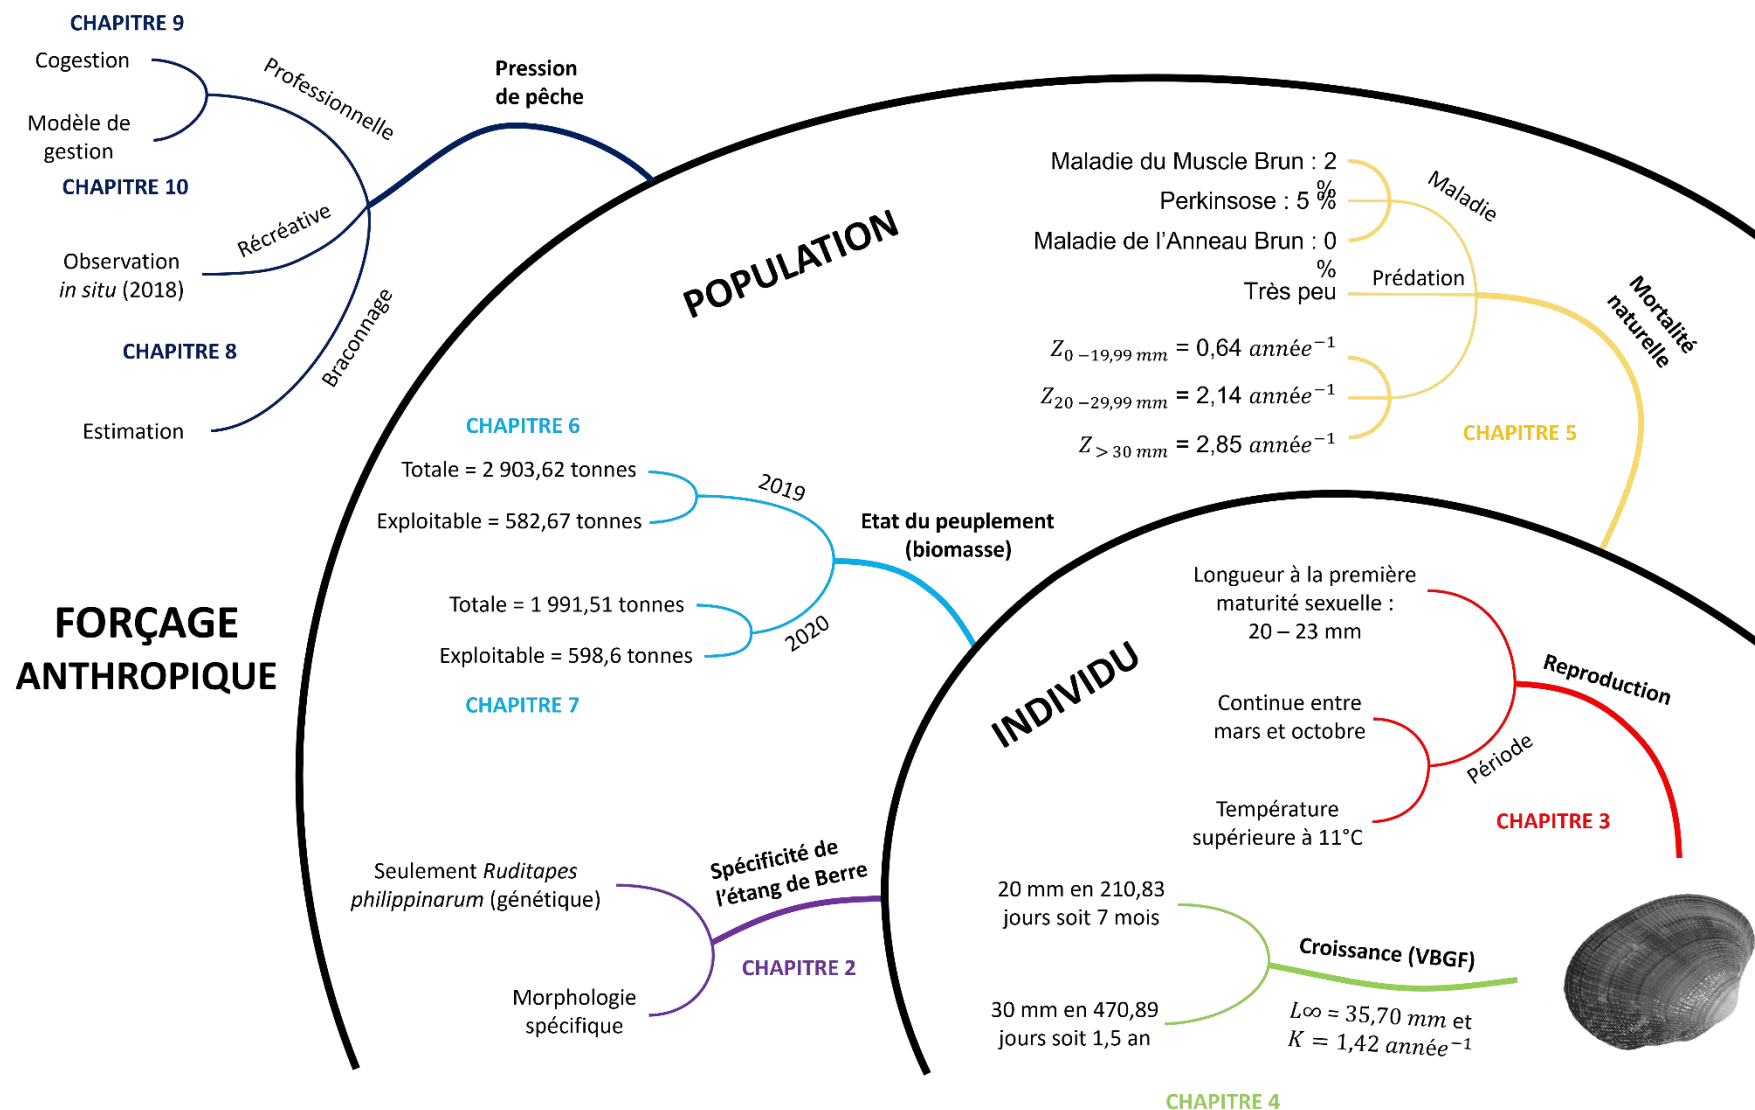 CHAPITRE 9
Cogestion
Modèle de
gestion
CHAPITRE 10
Professionnelle
Pression
de pêche
Récréative
Observation
in situ (2018)
CHAPITRE 8
Braconnage
Estimation
FORÇAGE
ANTHROPIQUE
POPULATION
Maladie du Muscle Brun : 2
%
Perkinsose : 5 %
Maladie de l'Anneau Brun : 0
%
Maladie
Très peu
Prédation
Mortalité
naturelle
Z0 –19,99 mm = 0,64 année−1
Z20 –29,99 mm = 2,14 année−1
Z> 30 mm = 2,85 année−1
CHAPITRE 5
CHAPITRE 6
Totale = 2 903,62 tonnes
Exploitable = 582,67 tonnes
2019
Etat du peuplement
(biomasse)
Totale = 1 991,51 tonnes
Exploitable = 598,6 tonnes
2020
CHAPITRE 7
Seulement Ruditapes
philippinarum (génétique)
Spécificité de
l'étang de Berre
CHAPITRE 2
Morphologie
spécifique
INDIVIDU
Longueur à la première
maturité sexuelle :
20 – 23 mm
Reproduction
Continue entre
mars et octobre
Période
Température
supérieure à 11°C
CHAPITRE 3
20 mm en 210,83
jours soit 7 mois
Croissance (VBGF)
30 mm en 470,89
jours soit 1,5 an
L∞ = 35,70 mm et
K = 1,42 année−1
CHAPITRE 4